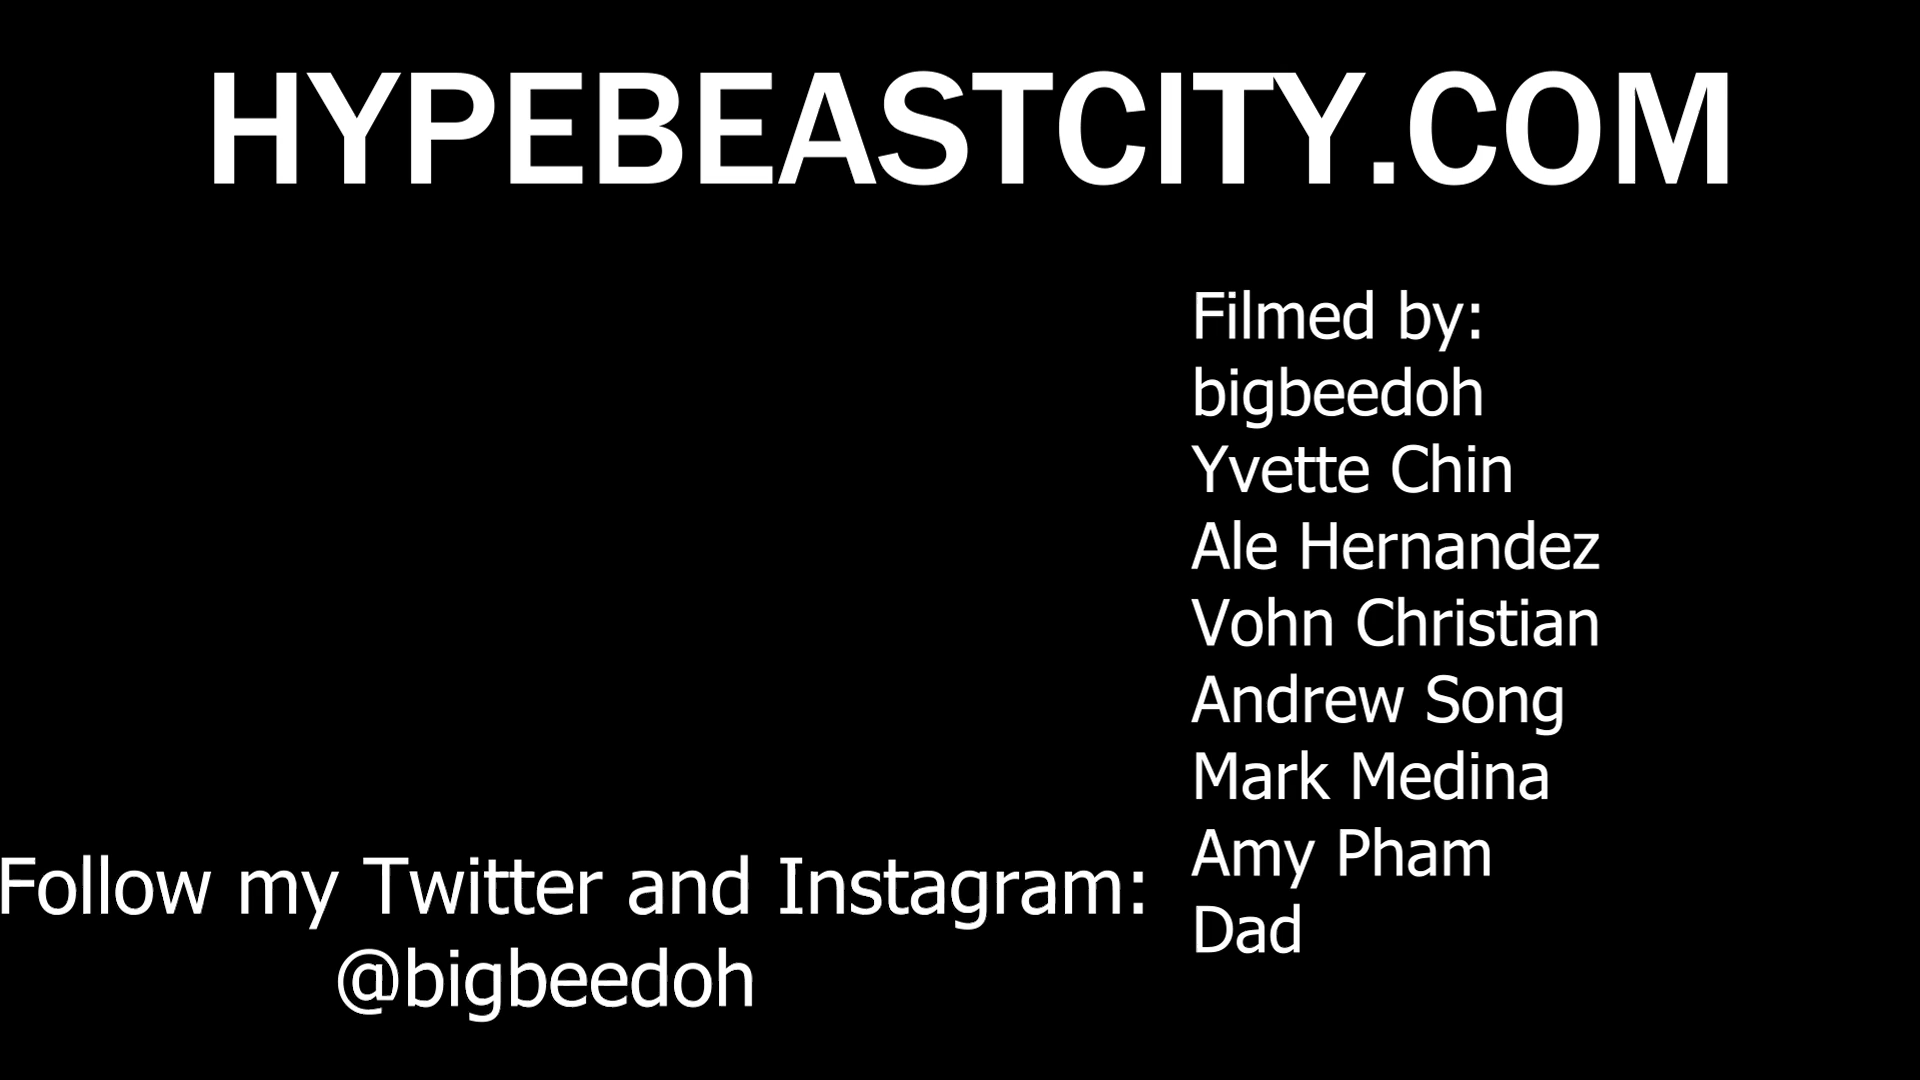 HYPEBEASTCITY.COM
Filmed by:
bigbeedoh
Yvette Chin
Ale Hernandez
Vohn Christian
Andrew Song
Mark Medina
Amy Pham
Dad
Follow my Twitter and Instagram:
@bigbeedoh